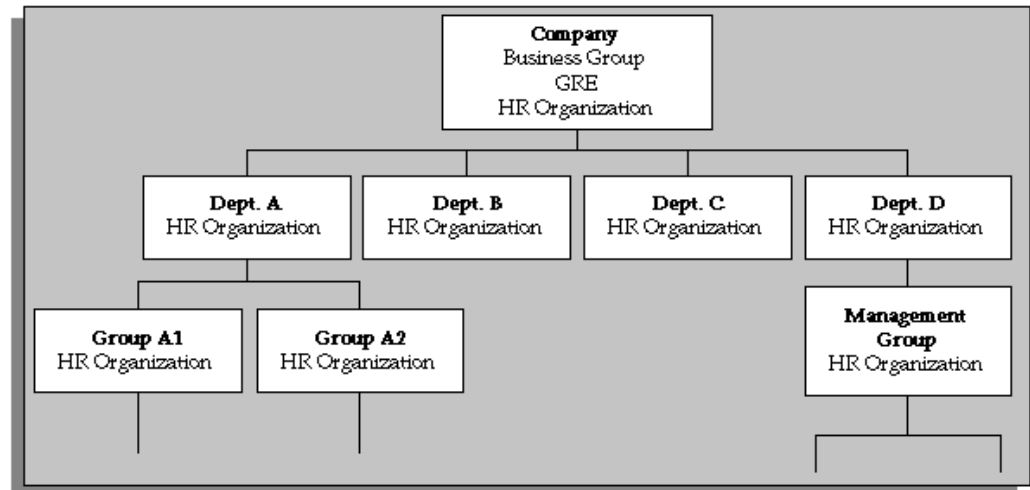 Company
Business Group
GRE
HR Organization
Dept. A
HR Organization
Dept. B
HR Organization
Dept. C
HR Organization
Dept. D
HR Organization
Group A1
HR Organization
Group A2
HR Organization
Management
Group
HR Organization